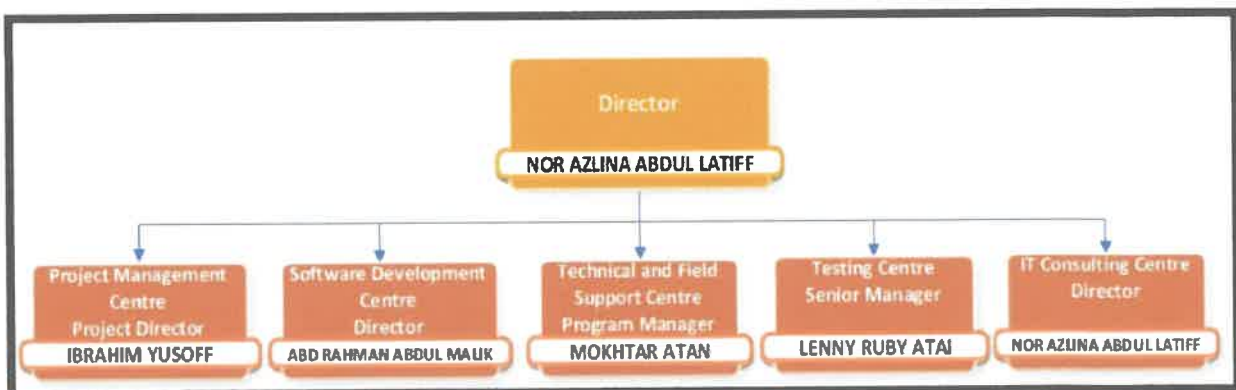 Director
NOR AZLINA ABDUL LATIFF
Project Management
Centre
Project Director
IBRAHIM YUSOFF
Software Development
Centre
Director
ABD RAHMAN ABDUL MALIK
Technical and Field
Support Centre
Program Manager
MOKHTAR ATAN
Testing Centre
Senior Manager
LENNY RUBY ATAI
IT Consulting Centre
Director
NOR AZLINA ABDUL LATIFF